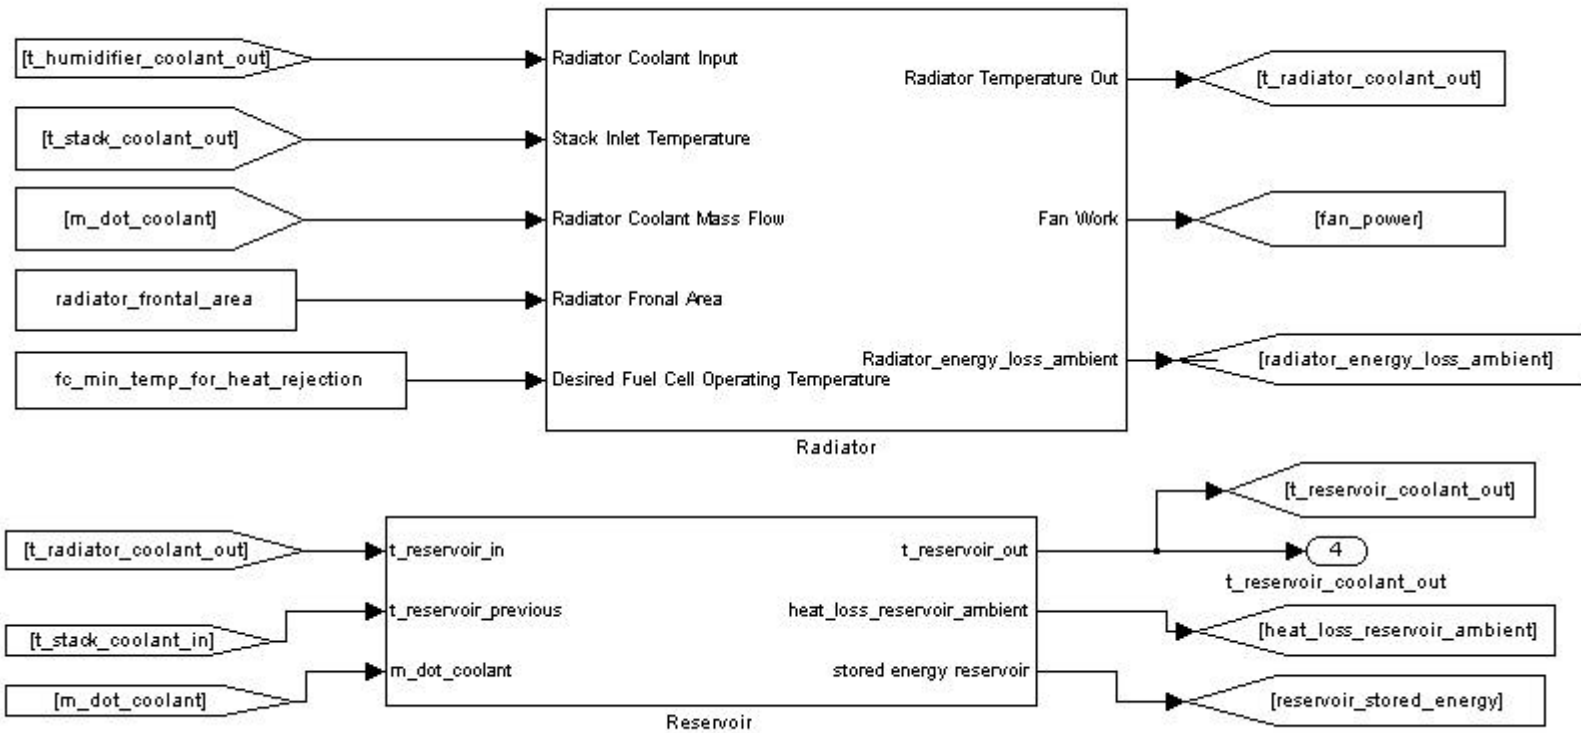 [t_humidifier_coolant_out]
Radiator Coolant Input
Radiator Temperature Out
[t_radiator_coolant_out]
[t_stack_coolant_out]
Stack Inlet Temperature
[m_dot_coolant]
Radiator Coolant Mass Flow
Fan Work
[fan_power]
radiator_frontal_area
Radiator Fronal Area
Radiator_energy_loss_ambient
[radiator_energy_loss_ambient]
fc_min_temp_for_heat_rejection
Desired Fuel Cell Operating Temperature
Radiator
[t_reservoir_coolant_out]
[t_radiator_coolant_out]
t_reservoir_in
t_reservoir_out
4
t_reservoir_coolant_out
[t_stack_coolant_in]
t_reservoir_previous
heat_loss_reservoir_ambient
[heat_loss_reservoir_ambient]
[m_dot_coolant]
m_dot_coolant
stored energy reservoir
[reservoir_stored_energy]
Reservoir